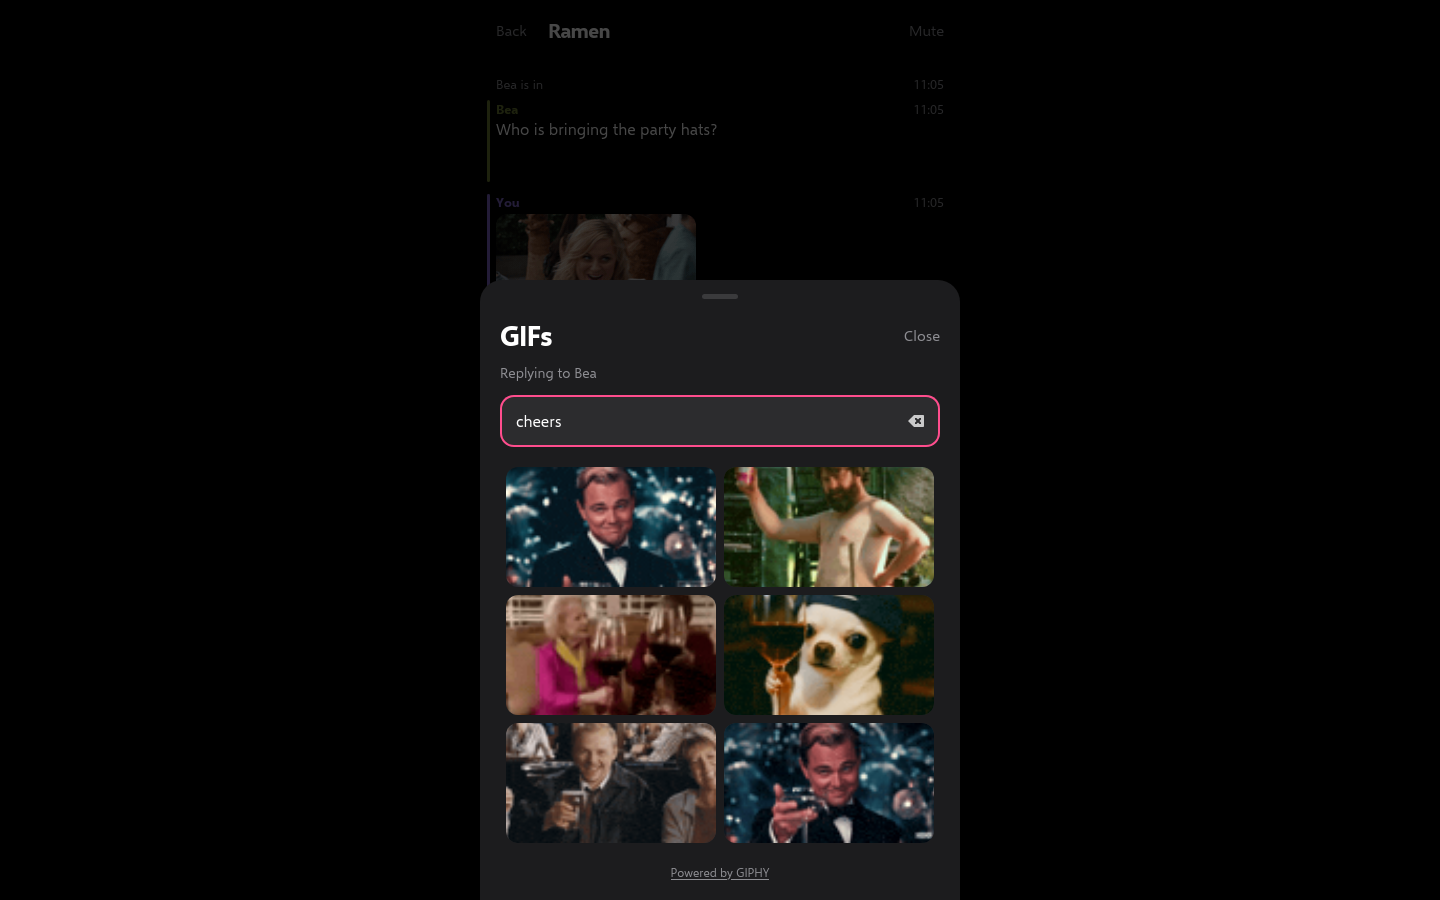 Back Ramen Mute
Bea is in 11:05
Bea 11:05
Who is bringing the party hats?
You 11:05
GIFs Close
Replying to Bea
cheers
Powered by GIPHY